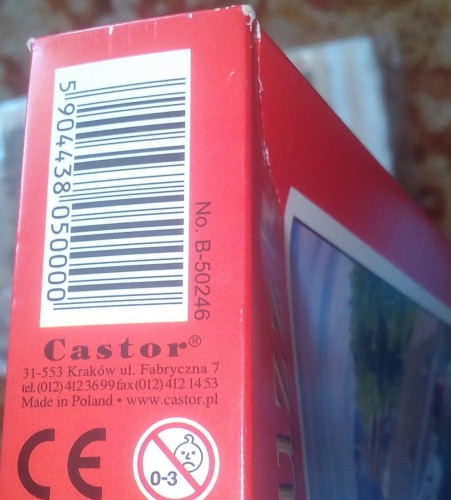 5 904438 050000
No. B-50246
Castor®
31-553 Kraków ul. Fabryczna 7
tel. (012) 412 36 99 fax (012) 412 14 53
Made in Poland • www.castor.pl
CE
0-3